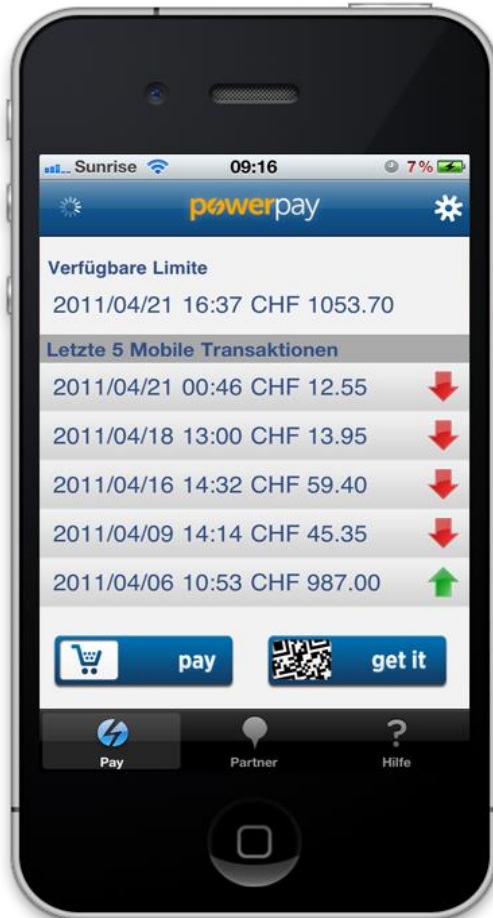 Sunrise 09:16 7%
powerpay
Verfügbare Limite
2011/04/21 16:37 CHF 1053.70
Letzte 5 Mobile Transaktionen
2011/04/21 00:46 CHF 12.55
2011/04/18 13:00 CHF 13.95
2011/04/16 14:32 CHF 59.40
2011/04/09 14:14 CHF 45.35
2011/04/06 10:53 CHF 987.00
pay get it
Pay Partner Hilfe